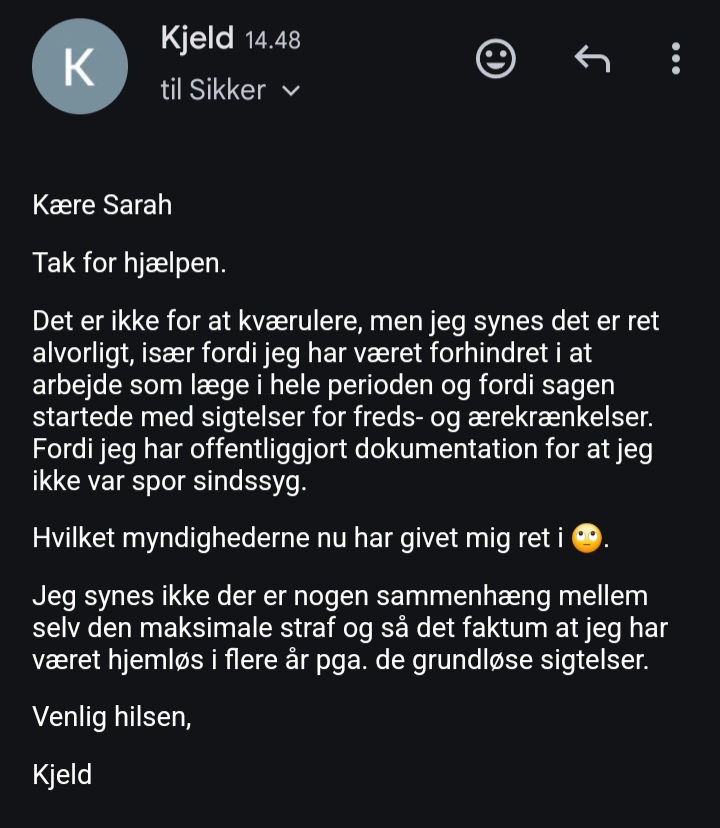 K
Kjeld 14.48
til Sikker
Kære Sarah
Tak for hjælpen.
Det er ikke for at kværulere, men jeg synes det er ret
alvorligt, især fordi jeg har været forhindret i at
arbejde som læge i hele perioden og fordi sagen
startede med sigtelser for freds- og ærekrænkelser.
Fordi jeg har offentliggjort dokumentation for at jeg
ikke var spor sindssyg.
Hvilket myndighederne nu har givet mig ret i 🙄.
Jeg synes ikke der er nogen sammenhæng mellem
selv den maksimale straf og så det faktum at jeg har
været hjemløs i flere år pga. de grundløse sigtelser.
Venlig hilsen,
Kjeld